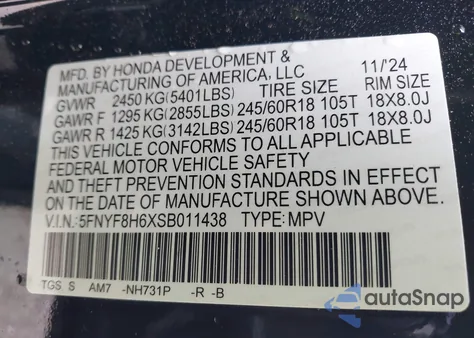 MFD. BY HONDA DEVELOPMENT &
MANUFACTURING OF AMERICA, LLC 11/'24
GVWR 2450 KG(5401LBS) TIRE SIZE RIM SIZE
GAWR F 1295 KG(2855LBS) 245/60R18 105T 18X8.0J
GAWR R 1425 KG(3142LBS) 245/60R18 105T 18X8.0J
THIS VEHICLE CONFORMS TO ALL APPLICABLE
FEDERAL MOTOR VEHICLE SAFETY
AND THEFT PREVENTION STANDARDS IN EFFECT
ON THE DATE OF MANUFACTURE SHOWN ABOVE.
V.I.N.: 5FNYF8H6XSB011438 TYPE: MPV
TGS S AM7 -NH731P -R -B
autoSnap